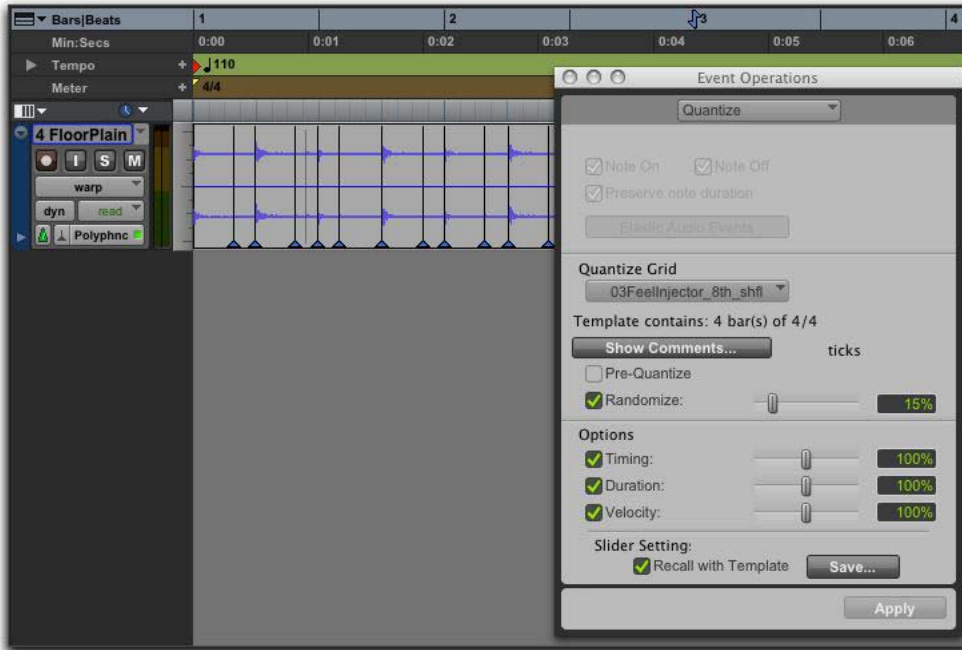 Bars|Beats 1 2 3 4
Min:Secs 0:00 0:01 0:02 0:03 0:04 0:05 0:06
Tempo + 110
Meter + 4/4
4 FloorPlain
I S M
warp
dyn read
Polyphnc
Event Operations
Quantize
Note On Note Off
Preserve note duration
Elastic Audio Events
Quantize Grid
03FeelInjector_8th_shfl
Template contains: 4 bar(s) of 4/4
Show Comments... ticks
Pre-Quantize
Randomize: 15%
Options
Timing: 100%
Duration: 100%
Velocity: 100%
Slider Setting:
Recall with Template Save...
Apply